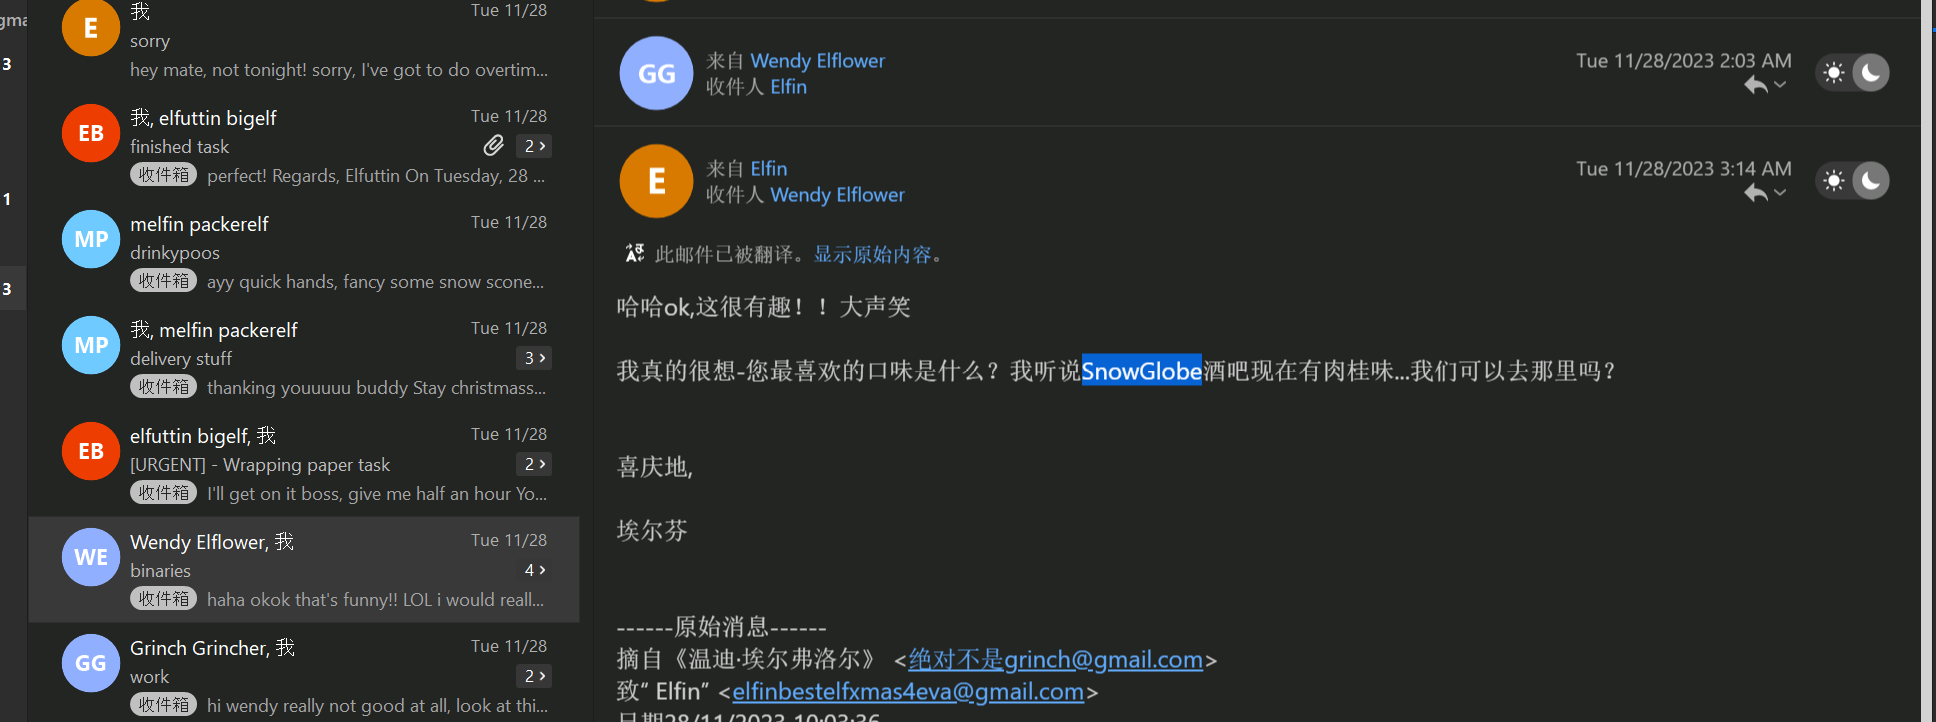 gma
3
1
3
E
我
Tue 11/28
sorry
hey mate, not tonight! sorry, I've got to do overtim...
EB
我, elfuttin bigelf
Tue 11/28
finished task
2 >
收件箱
perfect! Regards, Elfuttin On Tuesday, 28 ...
MP
melfin packerelf
Tue 11/28
drinkypoos
收件箱
ayy quick hands, fancy some snow scone...
MP
我, melfin packerelf
Tue 11/28
delivery stuff
3 >
收件箱
thanking youuuuu buddy Stay christmass...
EB
elfuttin bigelf, 我
Tue 11/28
[URGENT] - Wrapping paper task
2 >
收件箱
I'll get on it boss, give me half an hour Yo...
WE
Wendy Elflower, 我
Tue 11/28
binaries
4 >
收件箱
haha okok that's funny!! LOL i would reall...
GG
Grinch Grincher, 我
Tue 11/28
work
2 >
收件箱
hi wendy really not good at all, look at thi...
GG
来自 Wendy Elflower
收件人 Elfin
Tue 11/28/2023 2:03 AM
E
来自 Elfin
收件人 Wendy Elflower
Tue 11/28/2023 3:14 AM
此邮件已被翻译。显示原始内容。
哈哈ok,这很有趣！！大声笑
我真的很想-您最喜欢的口味是什么？我听说SnowGlobe酒吧现在有肉桂味...我们可以去那里吗？
喜庆地,
埃尔芬
------原始消息------
摘自《温迪·埃尔弗洛尔》 <绝对不是grinch@gmail.com>
致“ Elfin” <elfinbestelfxmas4eva@gmail.com>
日期28/11/2023 10:03:36